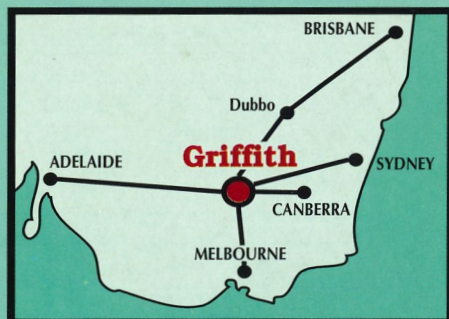 BRISBANE
Dubbo
Griffith
ADELAIDE
SYDNEY
CANBERRA
MELBOURNE